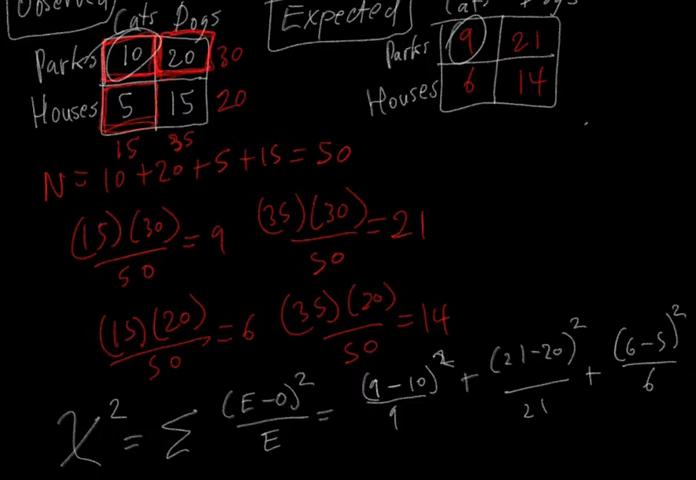 Observed
Cats Dogs
Parks 10 20 30
Houses 5 15 20
15 35
Expected
Cats Dogs
Parks 9 21
Houses 6 14
N = 10 + 20 + 5 + 15 = 50
(15)(30)/50 = 9 (35)(30)/50 = 21
(15)(20)/50 = 6 (35)(20)/50 = 14
χ² = Σ (E-O)²/E = (9-10)²/9 + (21-20)²/21 + (6-5)²/6